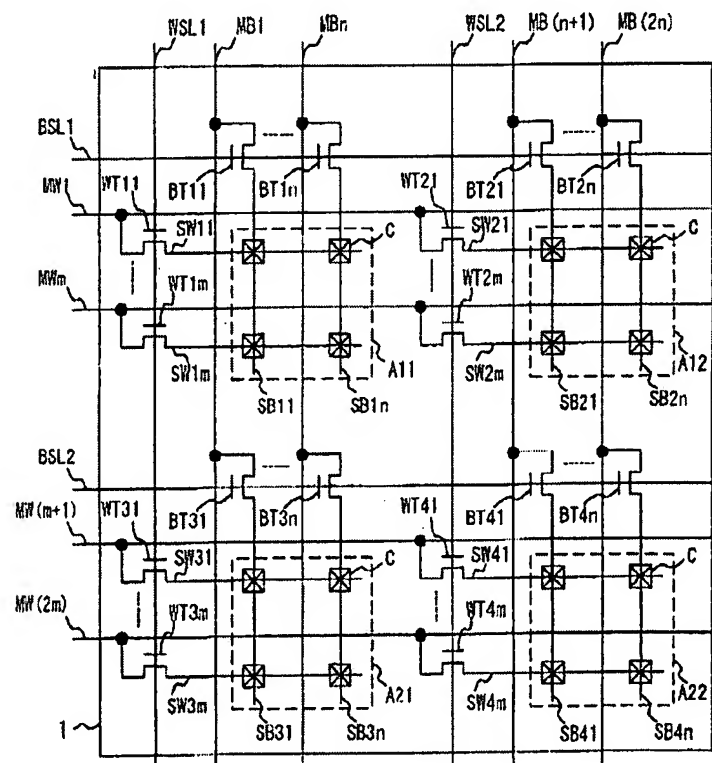 WSL1 MB1 MBn WSL2 MB(n+1) MB(2n)
BSL1
BT11 BT1n BT21 BT2n
MW1 WT11 SW11 WT21 SW21
C C
MWm WT1m WT2m
SW1m A11 SW2m A12
SB11 SB1n SB21 SB2n
BSL2
BT31 BT3n BT41 BT4n
MW(m+1) WT31 SW31 WT41 SW41
C C
MW(2m) WT3m WT4m
SW3m A21 SW4m A22
1 SB31 SB3n SB41 SB4n